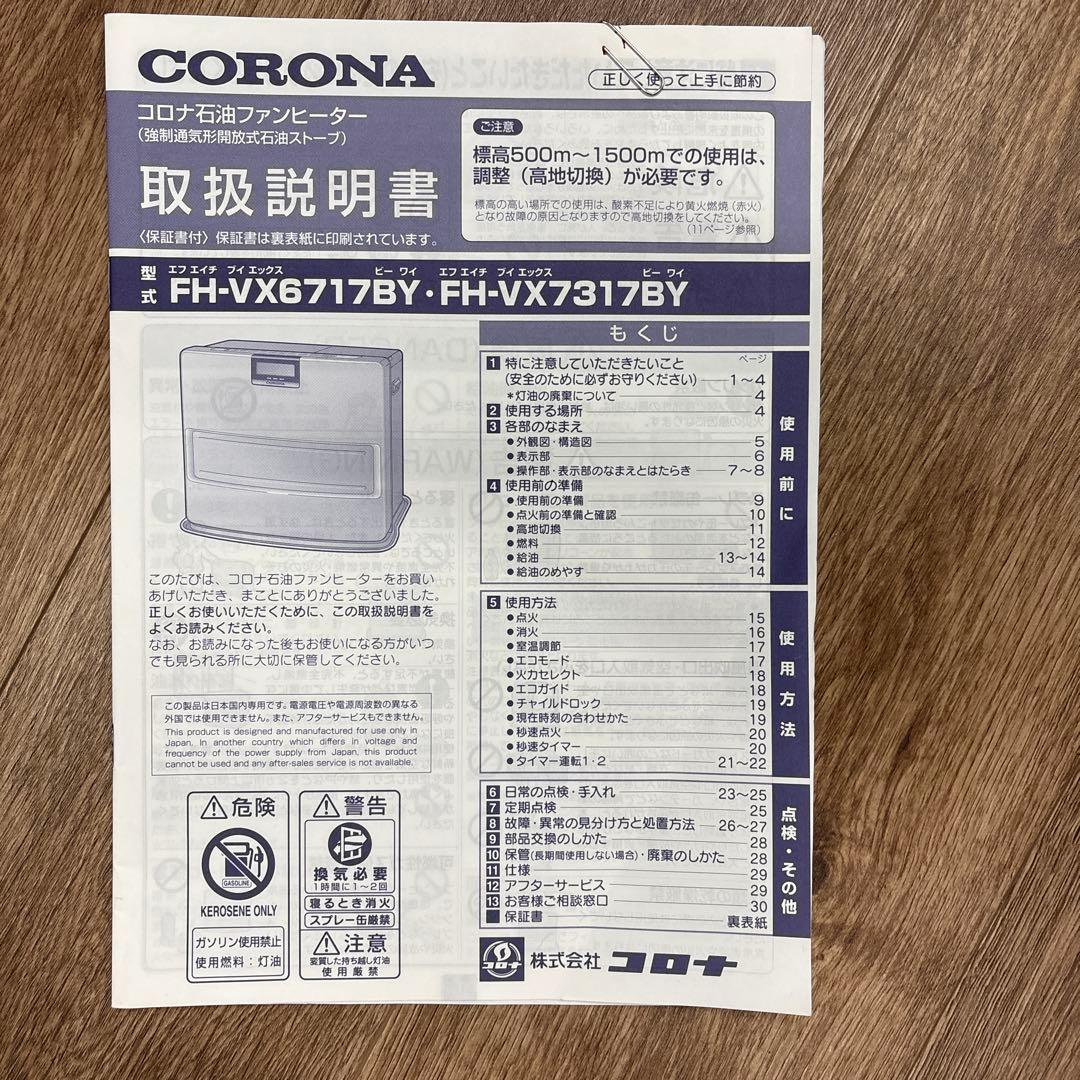 CORONA
正しく使って上手に節約
コロナ石油ファンヒーター
(強制通気形開放式石油ストーブ)
取扱説明書
〈保証書付〉保証書は裏表紙に印刷されています。
ご注意
標高500m～1500mでの使用は、
調整（高地切換）が必要です。
標高の高い場所での使用は、酸素不足により黄火燃焼（赤火）
となり故障の原因となりますので高地切換をしてください。
(11ページ参照)
型式
エフ エイチ ブイ エックス ビー ワイ エフ エイチ ブイ エックス ビー ワイ
FH-VX6717BY・FH-VX7317BY
もくじ
ページ
1 特に注意していただきたいこと
(安全のために必ずお守りください) 1～4
＊灯油の廃棄について 4
2 使用する場所 4
3 各部のなまえ
●外観図・構造図 5
●表示部 6
●操作部・表示部のなまえとはたらき 7～8
4 使用前の準備
●使用前の準備 9
●点火前の準備と確認 10
●高地切換 11
●燃料 12
●給油 13～14
●給油のめやす 14
使用前に
5 使用方法
●点火 15
●消火 16
●室温調節 17
●エコモード 17
●火力セレクト 18
●エコガイド 18
●チャイルドロック 19
●現在時刻の合わせかた 19
●秒速点火 20
●秒速タイマー 20
●タイマー運転1・2 21～22
使用方法
6 日常の点検・手入れ 23～25
7 定期点検 25
8 故障・異常の見分け方と処置方法 26～27
9 部品交換のしかた 28
10 保管(長期間使用しない場合)・廃棄のしかた 28
11 仕様 29
12 アフターサービス 29
13 お客様ご相談窓口 30
保証書 裏表紙
点検・その他
このたびは、コロナ石油ファンヒーターをお買い
あげいただき、まことにありがとうございました。
正しくお使いいただくために、この取扱説明書を
よくお読みください。
なお、お読みになった後もお使いになる方がいつ
でも見られる所に大切に保管してください。
この製品は日本国内専用です。電源電圧や電源周波数の異なる
外国では使用できません。また、アフターサービスもできません。
This product is designed and manufactured for use only in
Japan. In another country which differs in voltage and
frequency of the power supply from Japan, this product
cannot be used and any after-sales service is not available.
危険
GASOLINE
KEROSENE ONLY
ガソリン使用禁止
使用燃料：灯油
警告
換気必要
1時間に1～2回
寝るとき消火
スプレー缶厳禁
注意
変質した持ち越し灯油
使用厳禁
コロナ
株式会社 コロナ